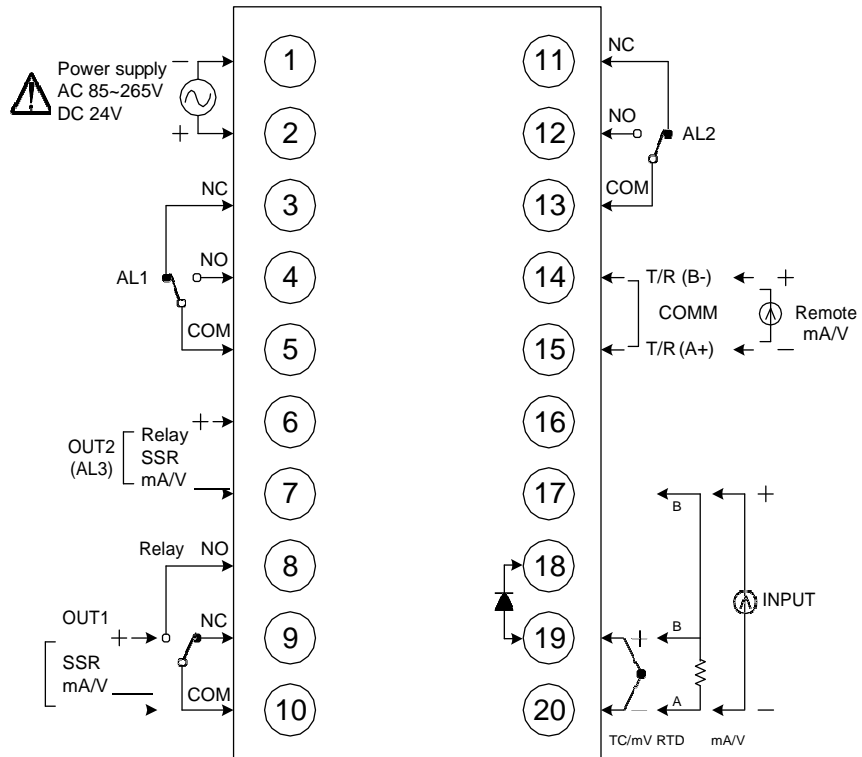 Power supply
AC 85~265V
DC 24V
−
+
1
2
NC
3
NO
4
AL1
COM
5
+
6
OUT2
(AL3)
Relay
SSR
mA/V
7
Relay
NO
8
OUT1
+
NC
9
SSR
mA/V
COM
10
11
NC
12
NO
AL2
13
COM
14
T/R (B-)
+
COMM
Remote
mA/V
15
T/R (A+)
−
16
17
B
+
18
INPUT
19
+
B
20
−
A
−
TC/mV RTD
mA/V